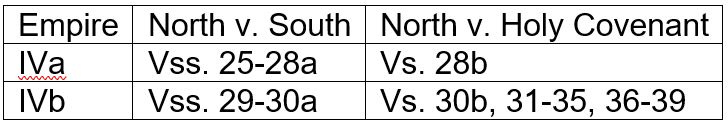 Empire North v. South North v. Holy Covenant
IVa Vss. 25-28a Vs. 28b
IVb Vss. 29-30a Vs. 30b, 31-35, 36-39